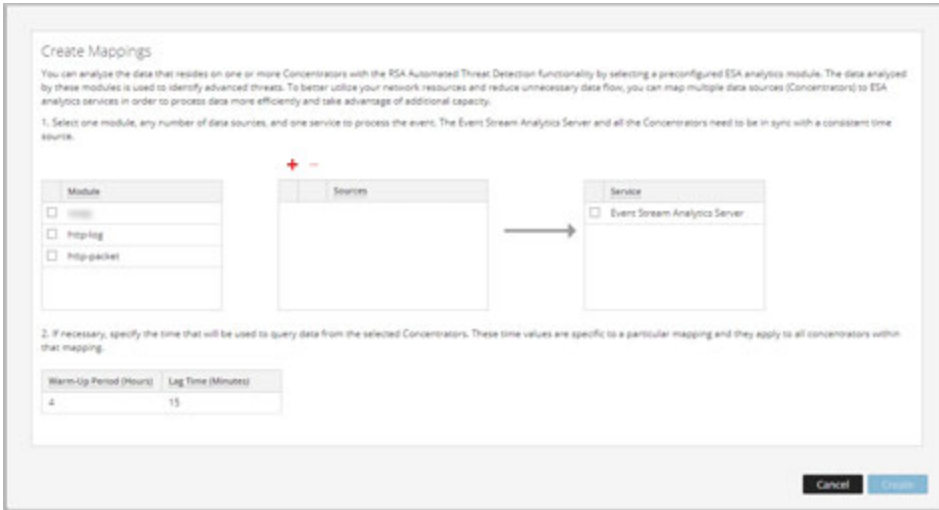 Create Mappings
You can analyze the data that resides on one or more Concentrators with the RSA Automated Threat Detection functionality by selecting a preconfigured ESA analytics module. The data analyzed
by these modules is used to identify advanced threats. To better utilize your network resources and reduce unnecessary data flow, you can map multiple data sources (Concentrators) to ESA
analytics services in order to process data more efficiently and take advantage of additional capacity.
1. Select one module, any number of data sources, and one service to process the event. The Event Stream Analytics Server and all the Concentrators need to be in sync with a consistent time
source.
Module
http-log
http-packet
Sources
Service
Event Stream Analytics Server
2. If necessary, specify the time that will be used to query data from the selected Concentrators. These time values are specific to a particular mapping and they apply to all concentrators within
that mapping.
Warm-Up Period (Hours) Lag Time (Minutes)
4 15
Cancel Create